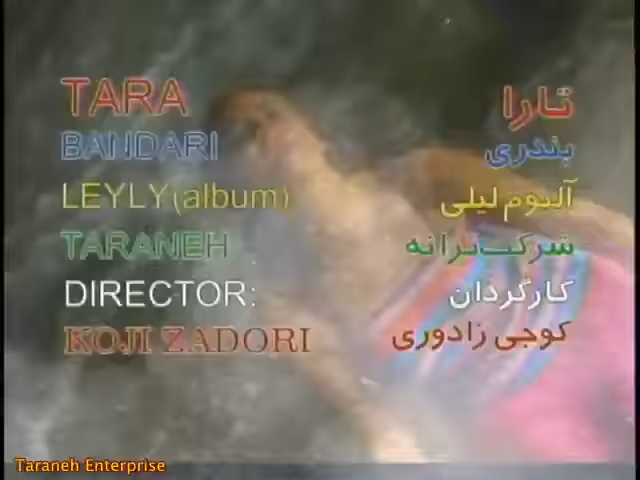 TARA تارا
BANDARI بندری
LEYLY(album) آلبوم لیلی
TARANEH شرکت ترانه
DIRECTOR: کارگردان
KOJI ZADORI کوجی زادوری
Taraneh Enterprise